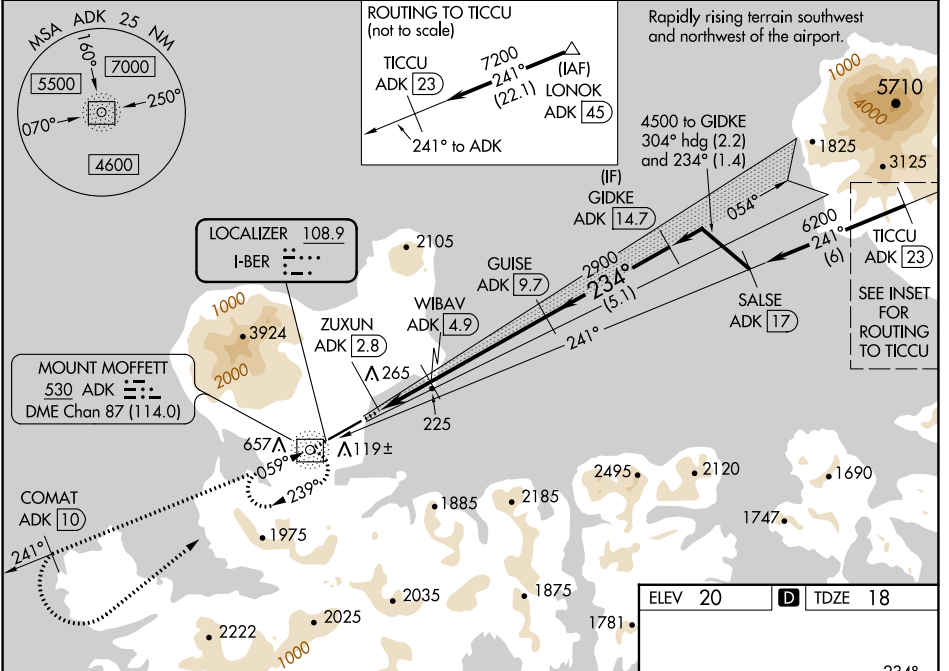 MSA ADK 25 NM
160°
5500
7000
070°
250°
4600
ROUTING TO TICCU
(not to scale)
TICCU
ADK 23
7200
241°
(22.1)
(IAF)
LONOK
ADK 45
241° to ADK
Rapidly rising terrain southwest
and northwest of the airport.
1000
5710
4000
1825
3125
4500 to GIDKE
304° hdg (2.2)
and 234° (1.4)
(IF)
GIDKE
ADK 14.7
054°
6200
241°
(6)
TICCU
ADK 23
SEE INSET
FOR
ROUTING
TO TICCU
SALSE
ADK 17
LOCALIZER 108.9
I-BER
2105
GUISE
ADK 9.7
2900
234°
(5.1)
241°
WIBAV
ADK 4.9
ZUXUN
ADK 2.8
265
225
1000
3924
2000
MOUNT MOFFETT
530 ADK
DME Chan 87 (114.0)
657
119±
059°
239°
COMAT
ADK 10
241°
1975
1885
2185
2495
2120
1690
1747
2035
1875
2025
2222
1000
1781
ELEV 20
D
TDZE 18
234°